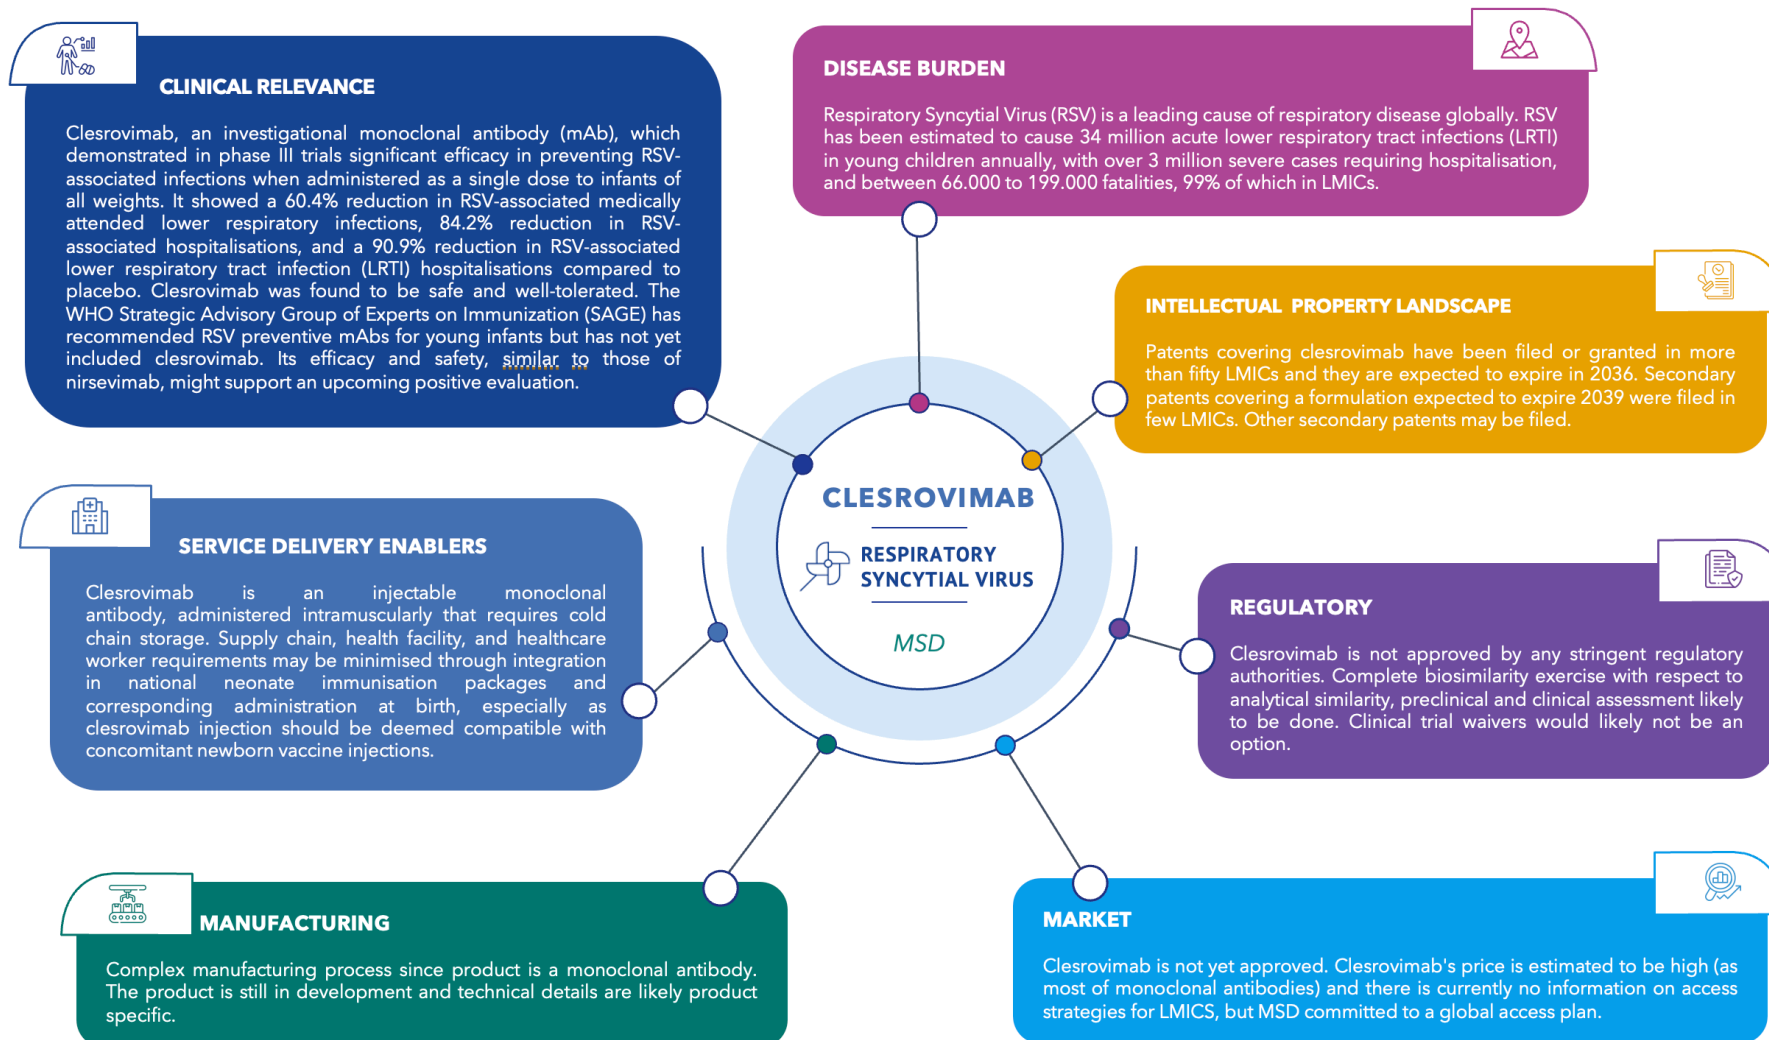 CLINICAL RELEVANCE
Clesrovimab, an investigational monoclonal antibody (mAb), which
demonstrated in phase III trials significant efficacy in preventing RSV-
associated infections when administered as a single dose to infants of
all weights. It showed a 60.4% reduction in RSV-associated medically
attended lower respiratory infections, 84.2% reduction in RSV-
associated hospitalisations, and a 90.9% reduction in RSV-associated
lower respiratory tract infection (LRTI) hospitalisations compared to
placebo. Clesrovimab was found to be safe and well-tolerated. The
WHO Strategic Advisory Group of Experts on Immunization (SAGE) has
recommended RSV preventive mAbs for young infants but has not yet
included clesrovimab. Its efficacy and safety, similar to those of
nirsevimab, might support an upcoming positive evaluation.
DISEASE BURDEN
Respiratory Syncytial Virus (RSV) is a leading cause of respiratory disease globally. RSV
has been estimated to cause 34 million acute lower respiratory tract infections (LRTI)
in young children annually, with over 3 million severe cases requiring hospitalisation,
and between 66.000 to 199.000 fatalities, 99% of which in LMICs.
INTELLECTUAL PROPERTY LANDSCAPE
Patents covering clesrovimab have been filed or granted in more
than fifty LMICs and they are expected to expire in 2036. Secondary
patents covering a formulation expected to expire 2039 were filed in
few LMICs. Other secondary patents may be filed.
CLESROVIMAB
RESPIRATORY
SYNCYTIAL VIRUS
MSD
SERVICE DELIVERY ENABLERS
Clesrovimab is an injectable monoclonal
antibody, administered intramuscularly that requires cold
chain storage. Supply chain, health facility, and healthcare
worker requirements may be minimised through integration
in national neonate immunisation packages and
corresponding administration at birth, especially as
clesrovimab injection should be deemed compatible with
concomitant newborn vaccine injections.
REGULATORY
Clesrovimab is not approved by any stringent regulatory
authorities. Complete biosimilarity exercise with respect to
analytical similarity, preclinical and clinical assessment likely
to be done. Clinical trial waivers would likely not be an
option.
MANUFACTURING
Complex manufacturing process since product is a monoclonal antibody.
The product is still in development and technical details are likely product
specific.
MARKET
Clesrovimab is not yet approved. Clesrovimab's price is estimated to be high (as
most of monoclonal antibodies) and there is currently no information on access
strategies for LMICS, but MSD committed to a global access plan.